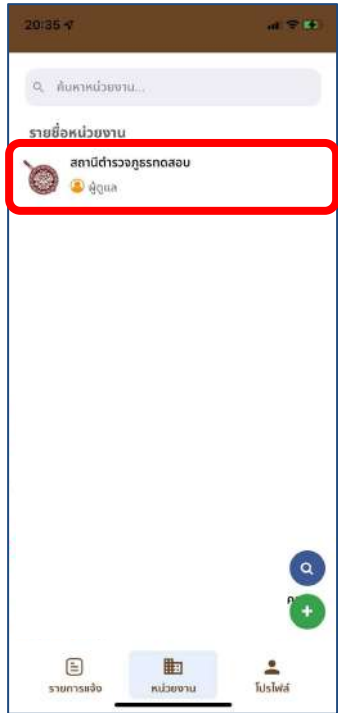 20:35
ค้นหาหน่วยงาน...
รายชื่อหน่วยงาน
สถานีตำรวจภูธรทดสอบ
ผู้ดูแล
รายการแจ้ง
หน่วยงาน
โปรไฟล์